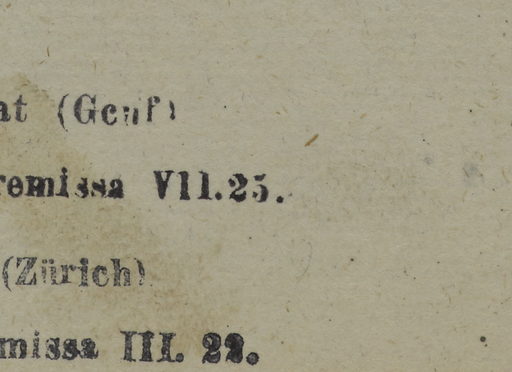 at (Genf)
remissa VII.25.
(Zürich)
missa III. 22.